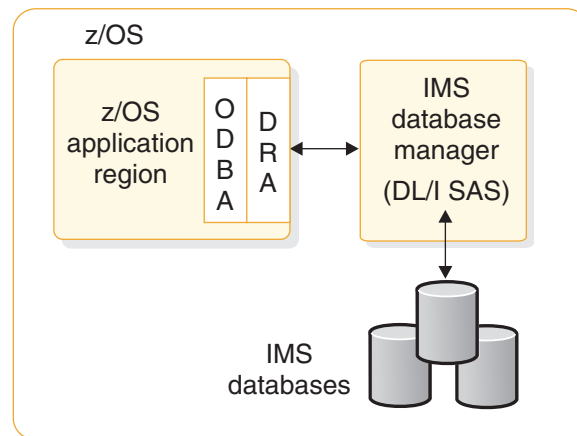 z/OS
z/OS
application
region
O
D
B
A
D
R
A
IMS
database
manager
(DL/I SAS)
IMS
databases